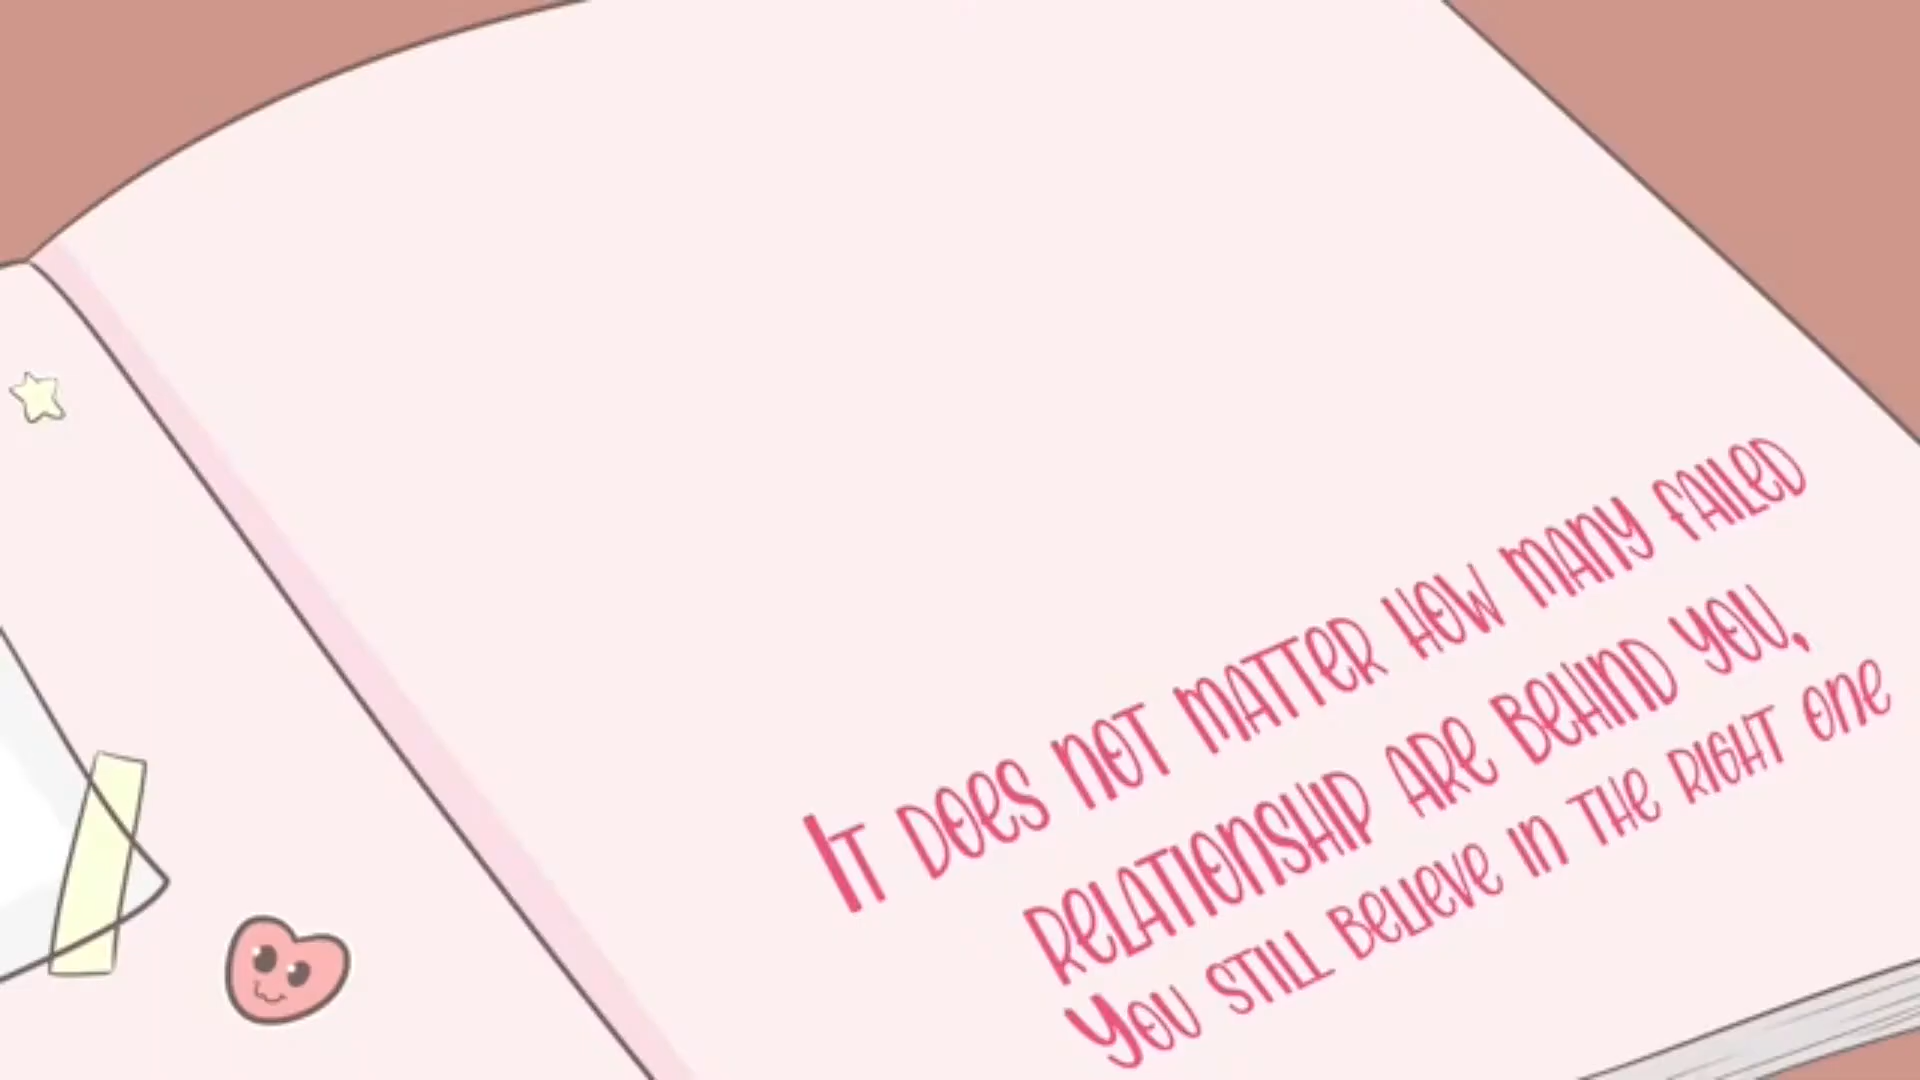 It does not matter how many failed
relationship are behind you,
You still believe in the right one